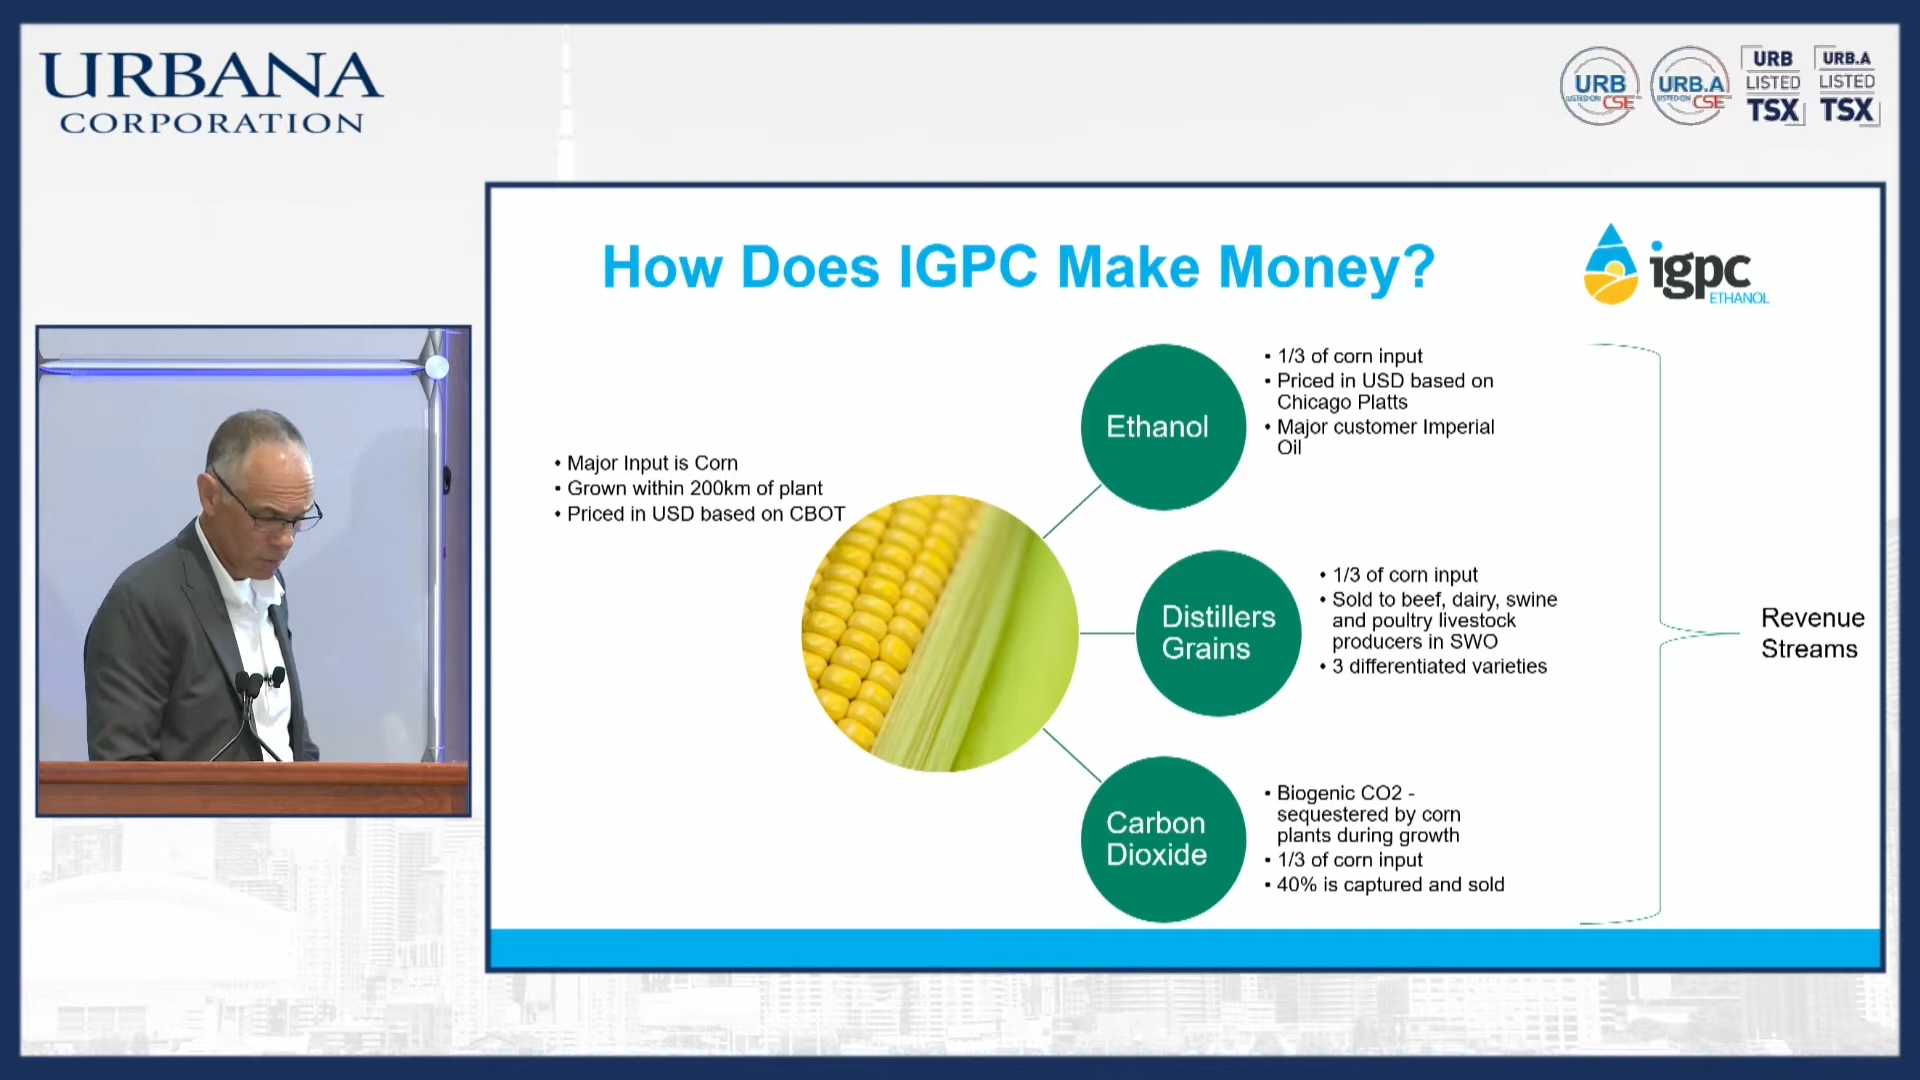 URBANA
CORPORATION
URB
LISTED ON CSE
URB.A
LISTED ON CSE
URB
LISTED
TSX
URB.A
LISTED
TSX
How Does IGPC Make Money?
igpc
ETHANOL
• Major Input is Corn
• Grown within 200km of plant
• Priced in USD based on CBOT
Ethanol
• 1/3 of corn input
• Priced in USD based on
Chicago Platts
• Major customer Imperial
Oil
Distillers
Grains
• 1/3 of corn input
• Sold to beef, dairy, swine
and poultry livestock
producers in SWO
• 3 differentiated varieties
Carbon
Dioxide
• Biogenic CO2 -
sequestered by corn
plants during growth
• 1/3 of corn input
• 40% is captured and sold
Revenue
Streams